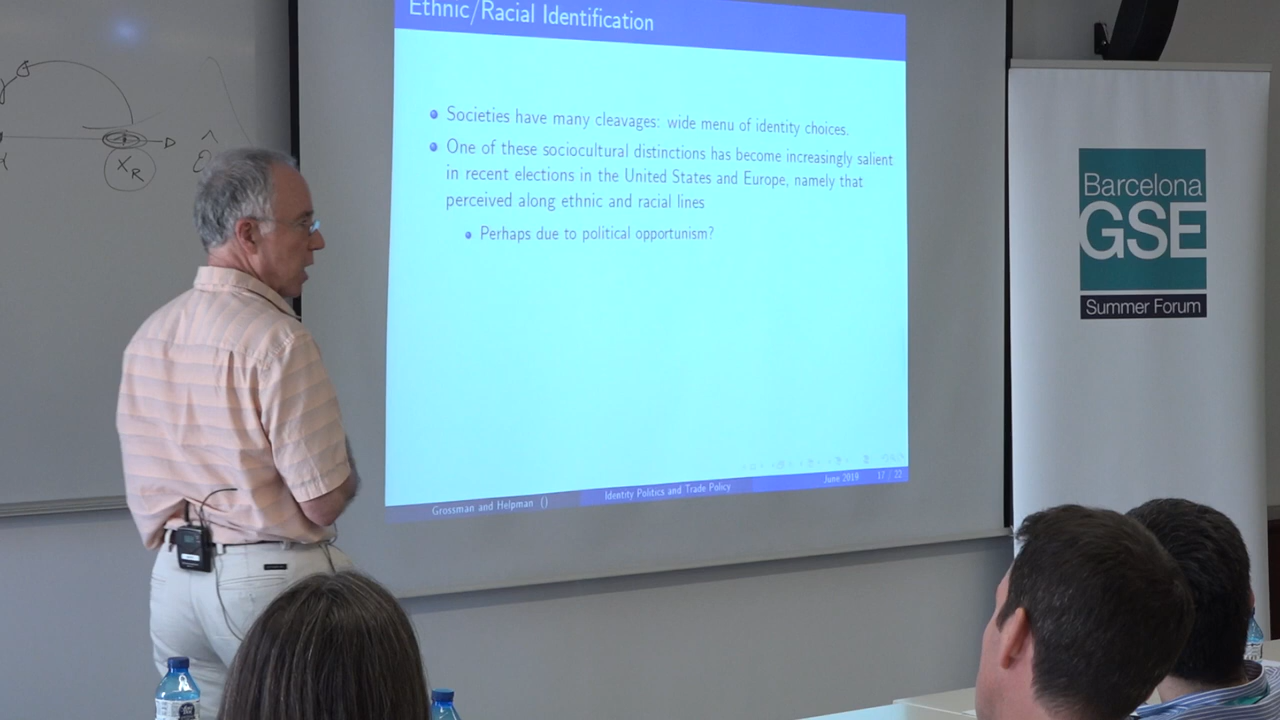 Ethnic/Racial Identification
Societies have many cleavages: wide menu of identity choices.
One of these sociocultural distinctions has become increasingly salient
in recent elections in the United States and Europe, namely that
perceived along ethnic and racial lines
Perhaps due to political opportunism?
Grossman and Helpman ()
Identity Politics and Trade Policy
June 2019
17 / 22
X_R
Barcelona
GSE
Summer Forum